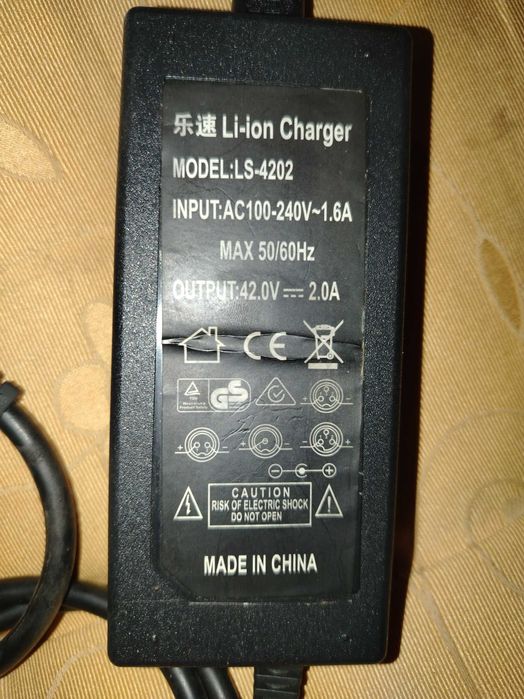 乐速 Li-ion Charger
MODEL:LS-4202
INPUT:AC100-240V~1.6A
MAX 50/60Hz
OUTPUT:42.0V⎓2.0A
CE
GS
CAUTION
RISK OF ELECTRIC SHOCK
DO NOT OPEN
MADE IN CHINA